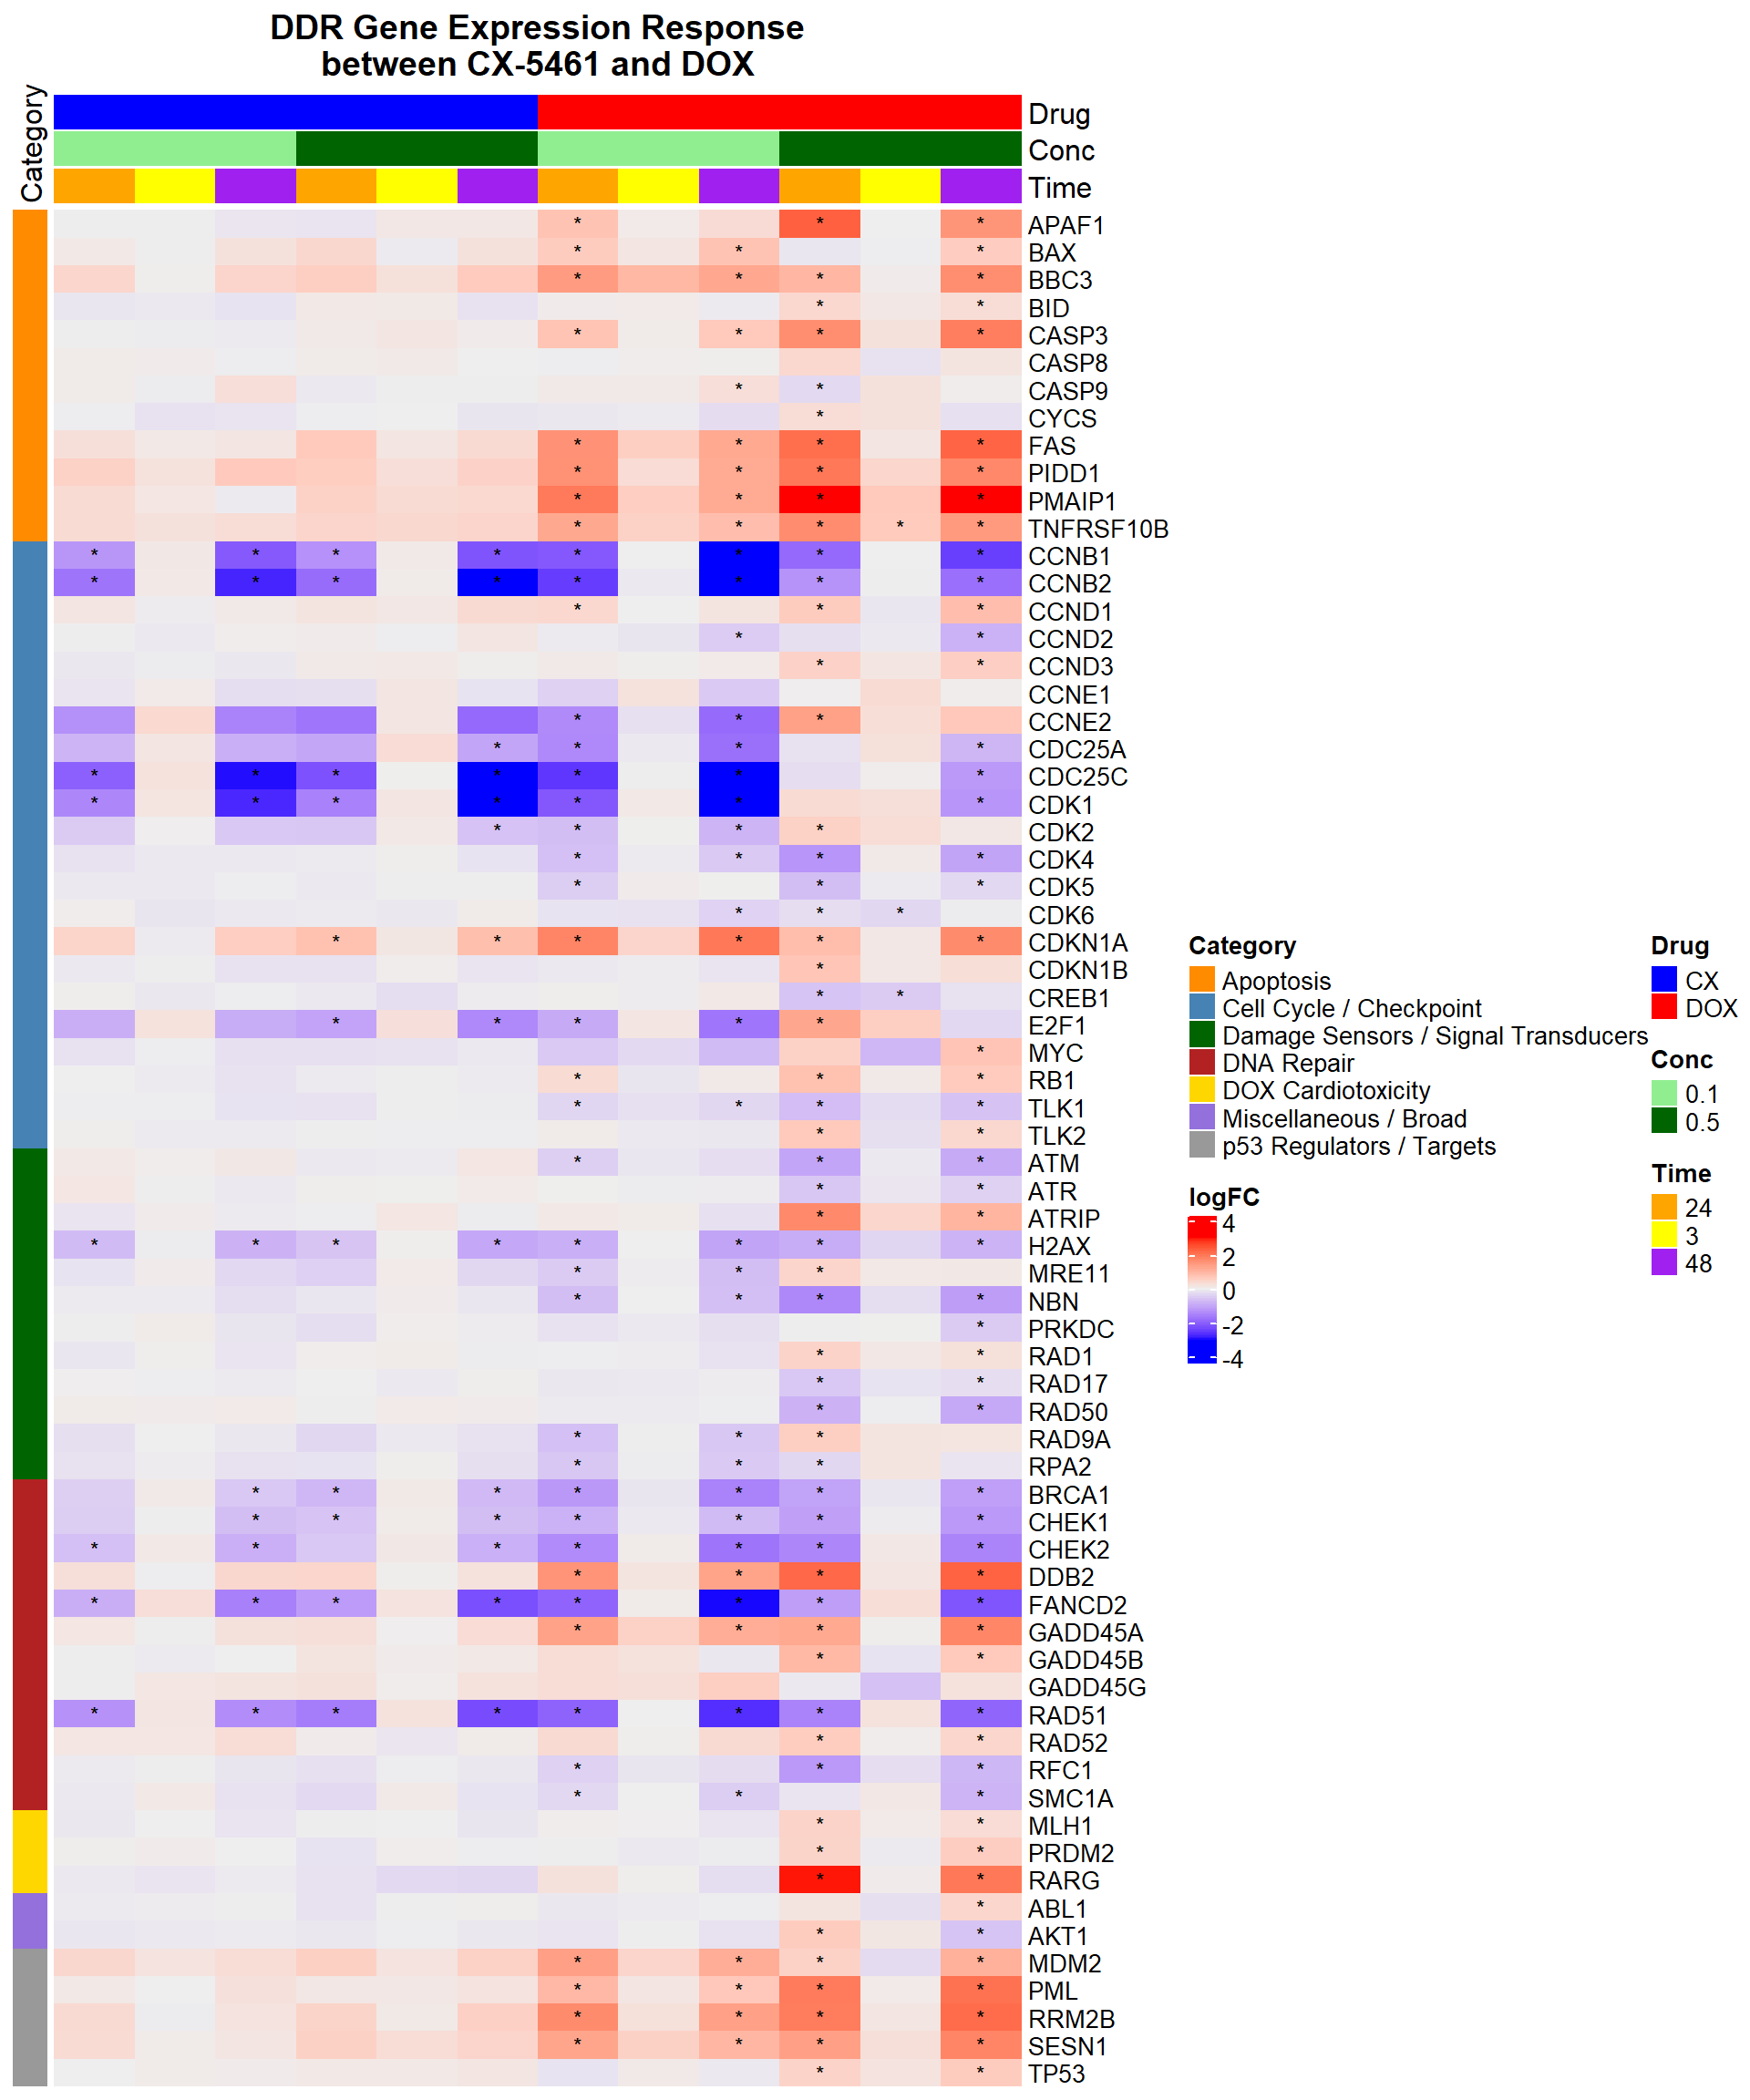 DDR Gene Expression Response
between CX-5461 and DOX
Category
Drug
Conc
Time
APAF1
BAX
BBC3
BID
CASP3
CASP8
CASP9
CYCS
FAS
PIDD1
PMAIP1
TNFRSF10B
CCNB1
CCNB2
CCND1
CCND2
CCND3
CCNE1
CCNE2
CDC25A
CDC25C
CDK1
CDK2
CDK4
CDK5
CDK6
CDKN1A
CDKN1B
CREB1
E2F1
MYC
RB1
TLK1
TLK2
ATM
ATR
ATRIP
H2AX
MRE11
NBN
PRKDC
RAD1
RAD17
RAD50
RAD9A
RPA2
BRCA1
CHEK1
CHEK2
DDB2
FANCD2
GADD45A
GADD45B
GADD45G
RAD51
RAD52
RFC1
SMC1A
MLH1
PRDM2
RARG
ABL1
AKT1
MDM2
PML
RRM2B
SESN1
TP53
Category
Apoptosis
Cell Cycle / Checkpoint
Damage Sensors / Signal Transducers
DNA Repair
DOX Cardiotoxicity
Miscellaneous / Broad
p53 Regulators / Targets
logFC
4
2
0
-2
-4
Drug
CX
DOX
Conc
0.1
0.5
Time
24
3
48